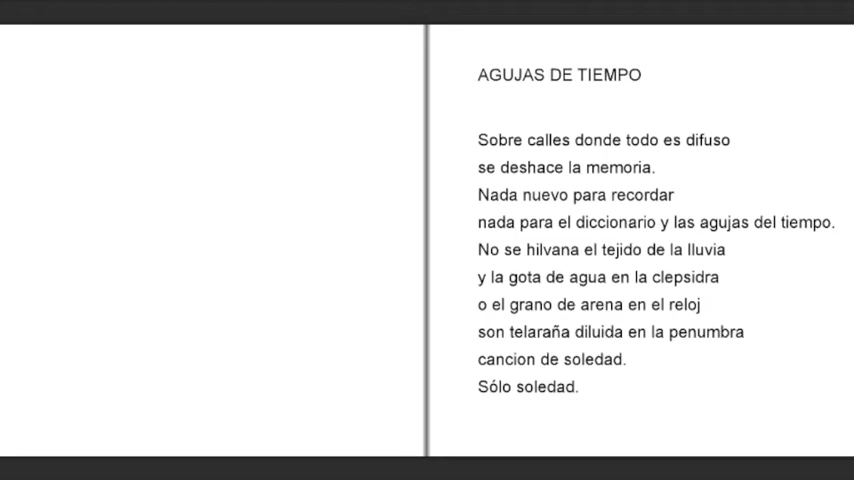 AGUJAS DE TIEMPO
Sobre calles donde todo es difuso
se deshace la memoria.
Nada nuevo para recordar
nada para el diccionario y las agujas del tiempo.
No se hilvana el tejido de la lluvia
y la gota de agua en la clepsidra
o el grano de arena en el reloj
son telaraña diluida en la penumbra
cancion de soledad.
Sólo soledad.